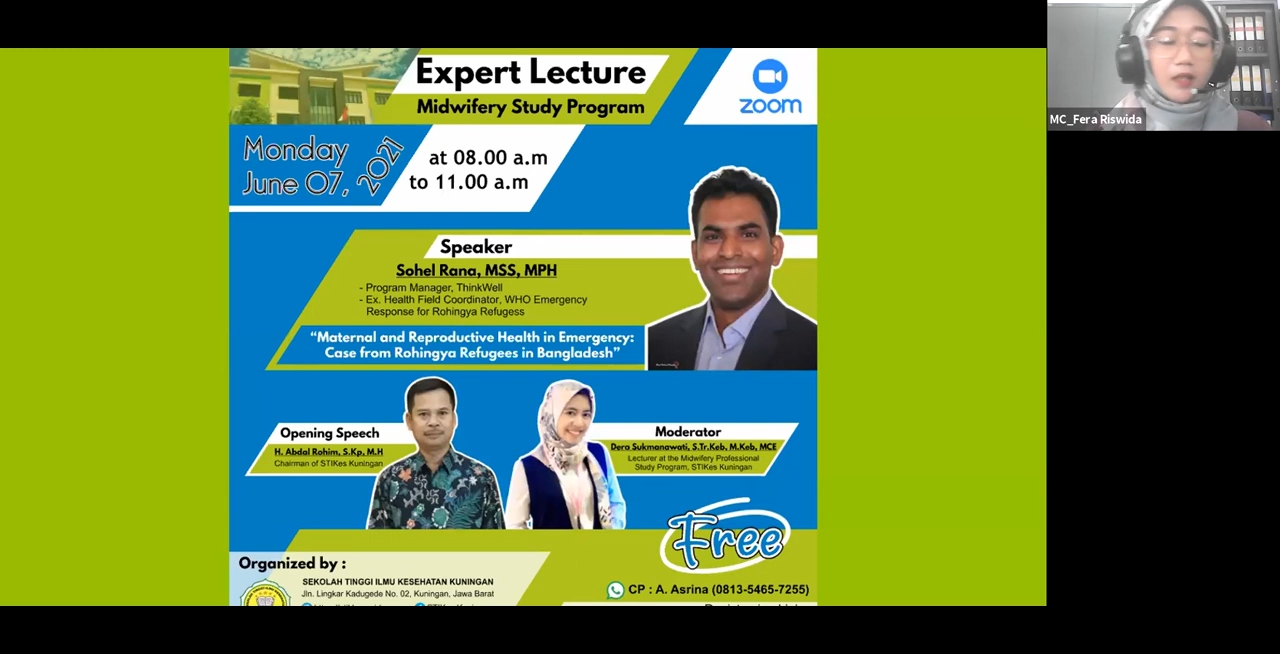 Expert Lecture
Midwifery Study Program
zoom
Monday
June 07, 2021
at 08.00 a.m
to 11.00 a.m
Speaker
Sohel Rana, MSS, MPH
- Program Manager, ThinkWell
- Ex. Health Field Coordinator, WHO Emergency
Response for Rohingya Refugess
“Maternal and Reproductive Health in Emergency:
Case from Rohingya Refugees in Bangladesh”
Opening Speech
H. Abdal Rohim, S.Kp, M.H
Chairman of STIKes Kuningan
Moderator
Dera Sukmanawati, S.Tr.Keb, M.Keb, MCE
Lecturer at the Midwifery Professional
Study Program, STIKes Kuningan
Free
Organized by :
SEKOLAH TINGGI ILMU KESEHATAN KUNINGAN
Jln. Lingkar Kadugede No. 02, Kuningan, Jawa Barat
CP : A. Asrina (0813-5465-7255)
MC_Fera Riswida